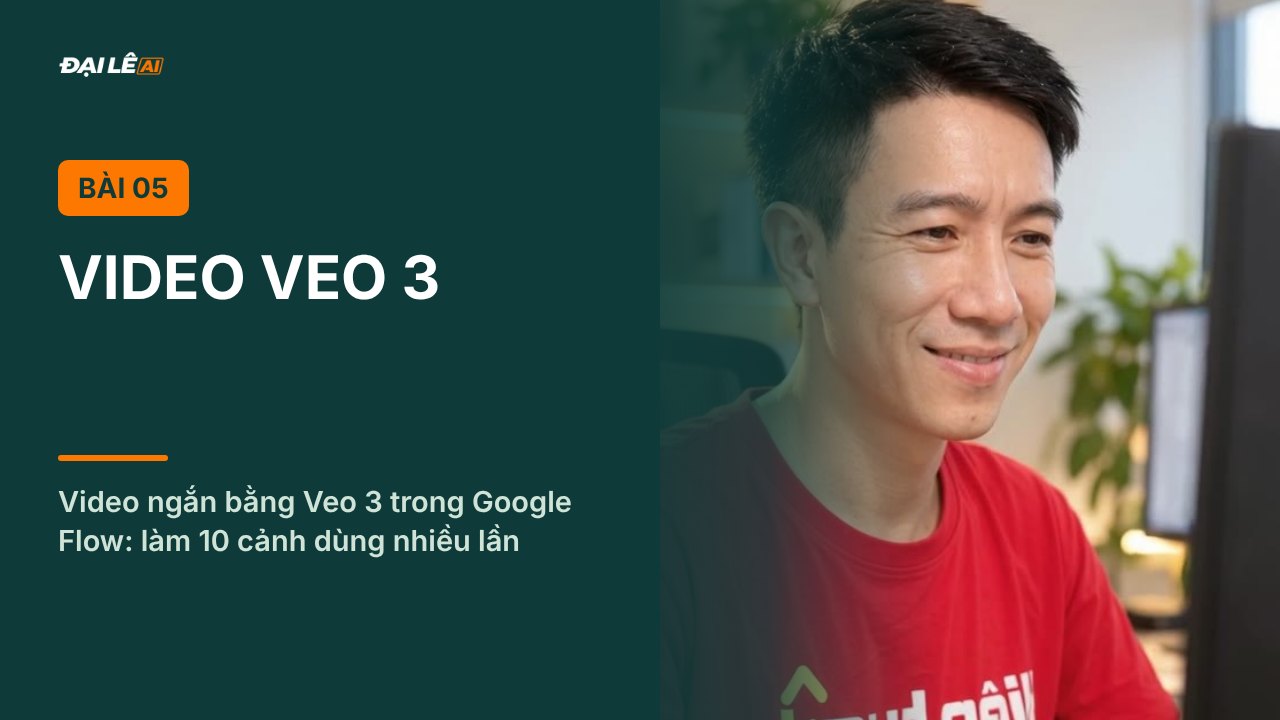 ĐẠI LÊ AI
BÀI 05
VIDEO VEO 3
Video ngắn bằng Veo 3 trong Google
Flow: làm 10 cảnh dùng nhiều lần